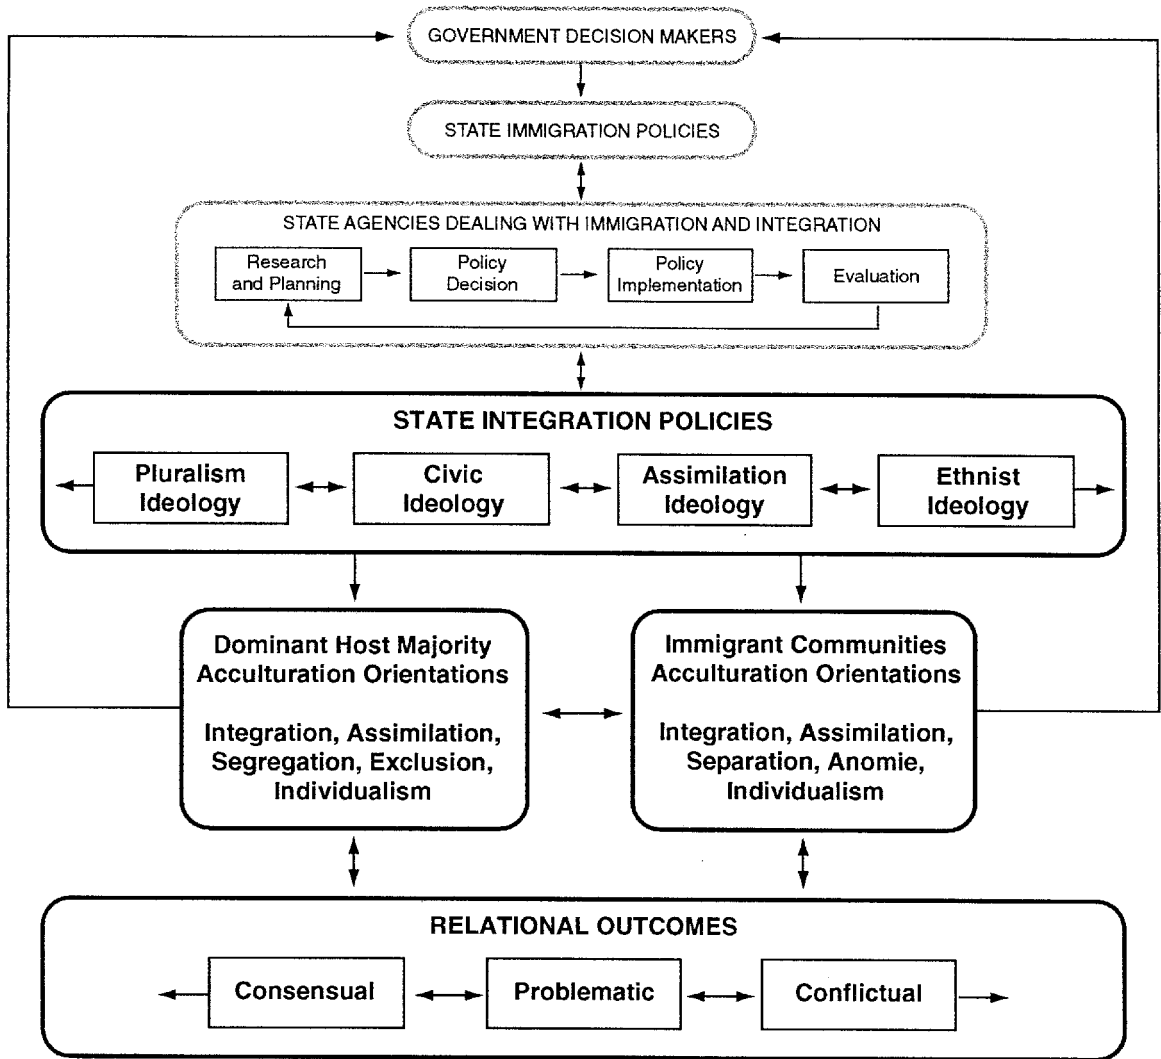 GOVERNMENT DECISION MAKERS
STATE IMMIGRATION POLICIES
STATE AGENCIES DEALING WITH IMMIGRATION AND INTEGRATION
Research
and Planning
Policy
Decision
Policy
Implementation
Evaluation
STATE INTEGRATION POLICIES
Pluralism
Ideology
Civic
Ideology
Assimilation
Ideology
Ethnist
Ideology
Dominant Host Majority
Acculturation Orientations
Integration, Assimilation,
Segregation, Exclusion,
Individualism
Immigrant Communities
Acculturation Orientations
Integration, Assimilation,
Separation, Anomie,
Individualism
RELATIONAL OUTCOMES
Consensual
Problematic
Conflictual